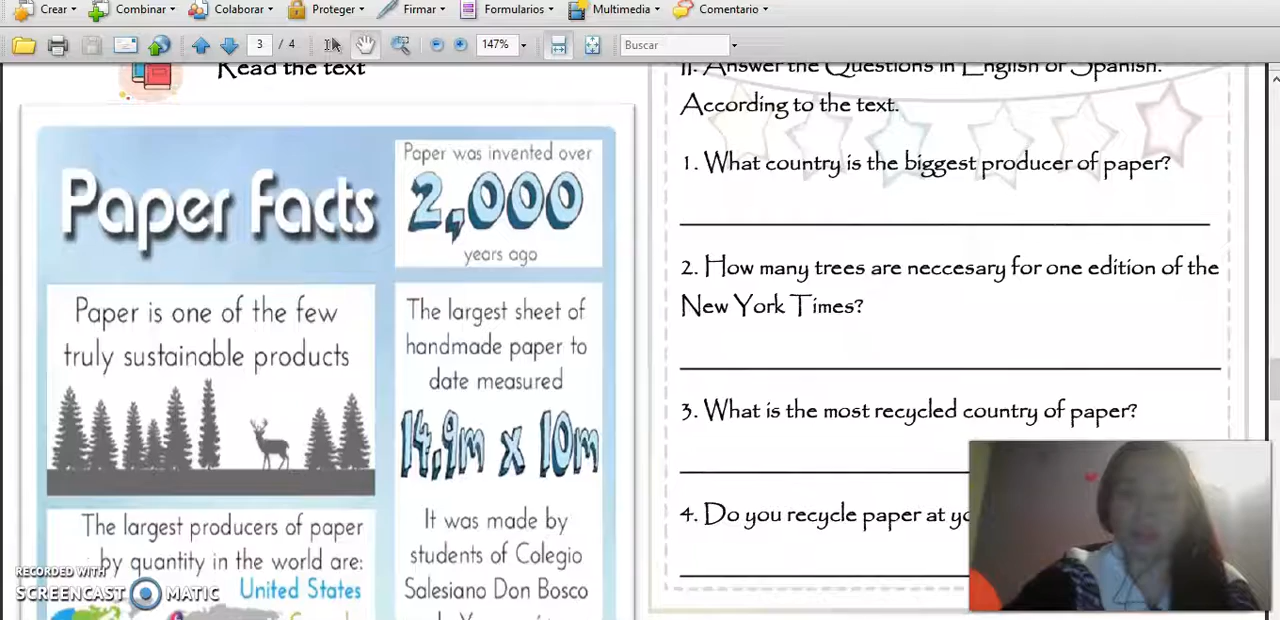 Crear
Combinar
Colaborar
Proteger
Firmar
Formularios
Multimedia
Comentario
3 / 4
147%
Buscar
Read the text
Paper Facts
Paper was invented over
2,000
years ago
Paper is one of the few
truly sustainable products
The largest sheet of
handmade paper to
date measured
14,9m x 10m
The largest producers of paper
by quantity in the world are:
United States
It was made by
students of Colegio
Salesiano Don Bosco
RECORDED WITH
SCREENCAST MATIC
II. Answer the Questions in English or Spanish.
According to the text.
1. What country is the biggest producer of paper?
2. How many trees are neccesary for one edition of the
New York Times?
3. What is the most recycled country of paper?
4. Do you recycle paper at